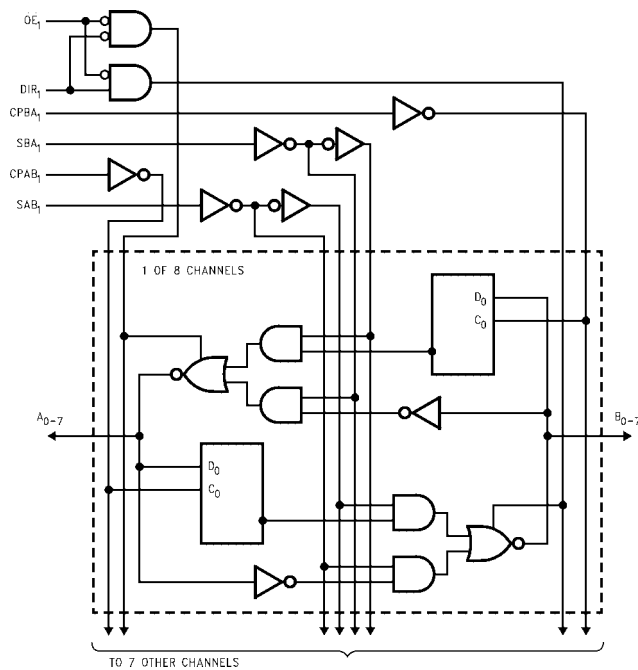 OE₁
DIR₁
CPBA₁
SBA₁
CPAB₁
SAB₁
1 OF 8 CHANNELS
D₀
C₀
A₀₋₇
B₀₋₇
D₀
C₀
TO 7 OTHER CHANNELS